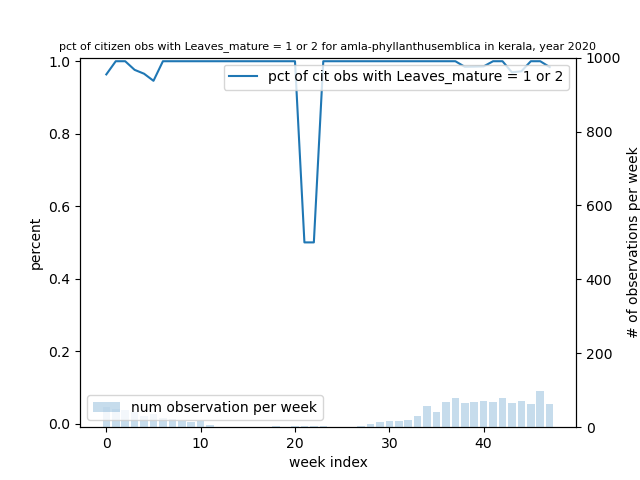 pct of citizen obs with Leaves_mature = 1 or 2 for amla-phyllanthusemblica in kerala, year 2020
pct of cit obs with Leaves_mature = 1 or 2
num observation per week
percent
1.0
0.8
0.6
0.4
0.2
0.0
# of observations per week
1000
800
600
400
200
0
0 10 20 30 40
week index